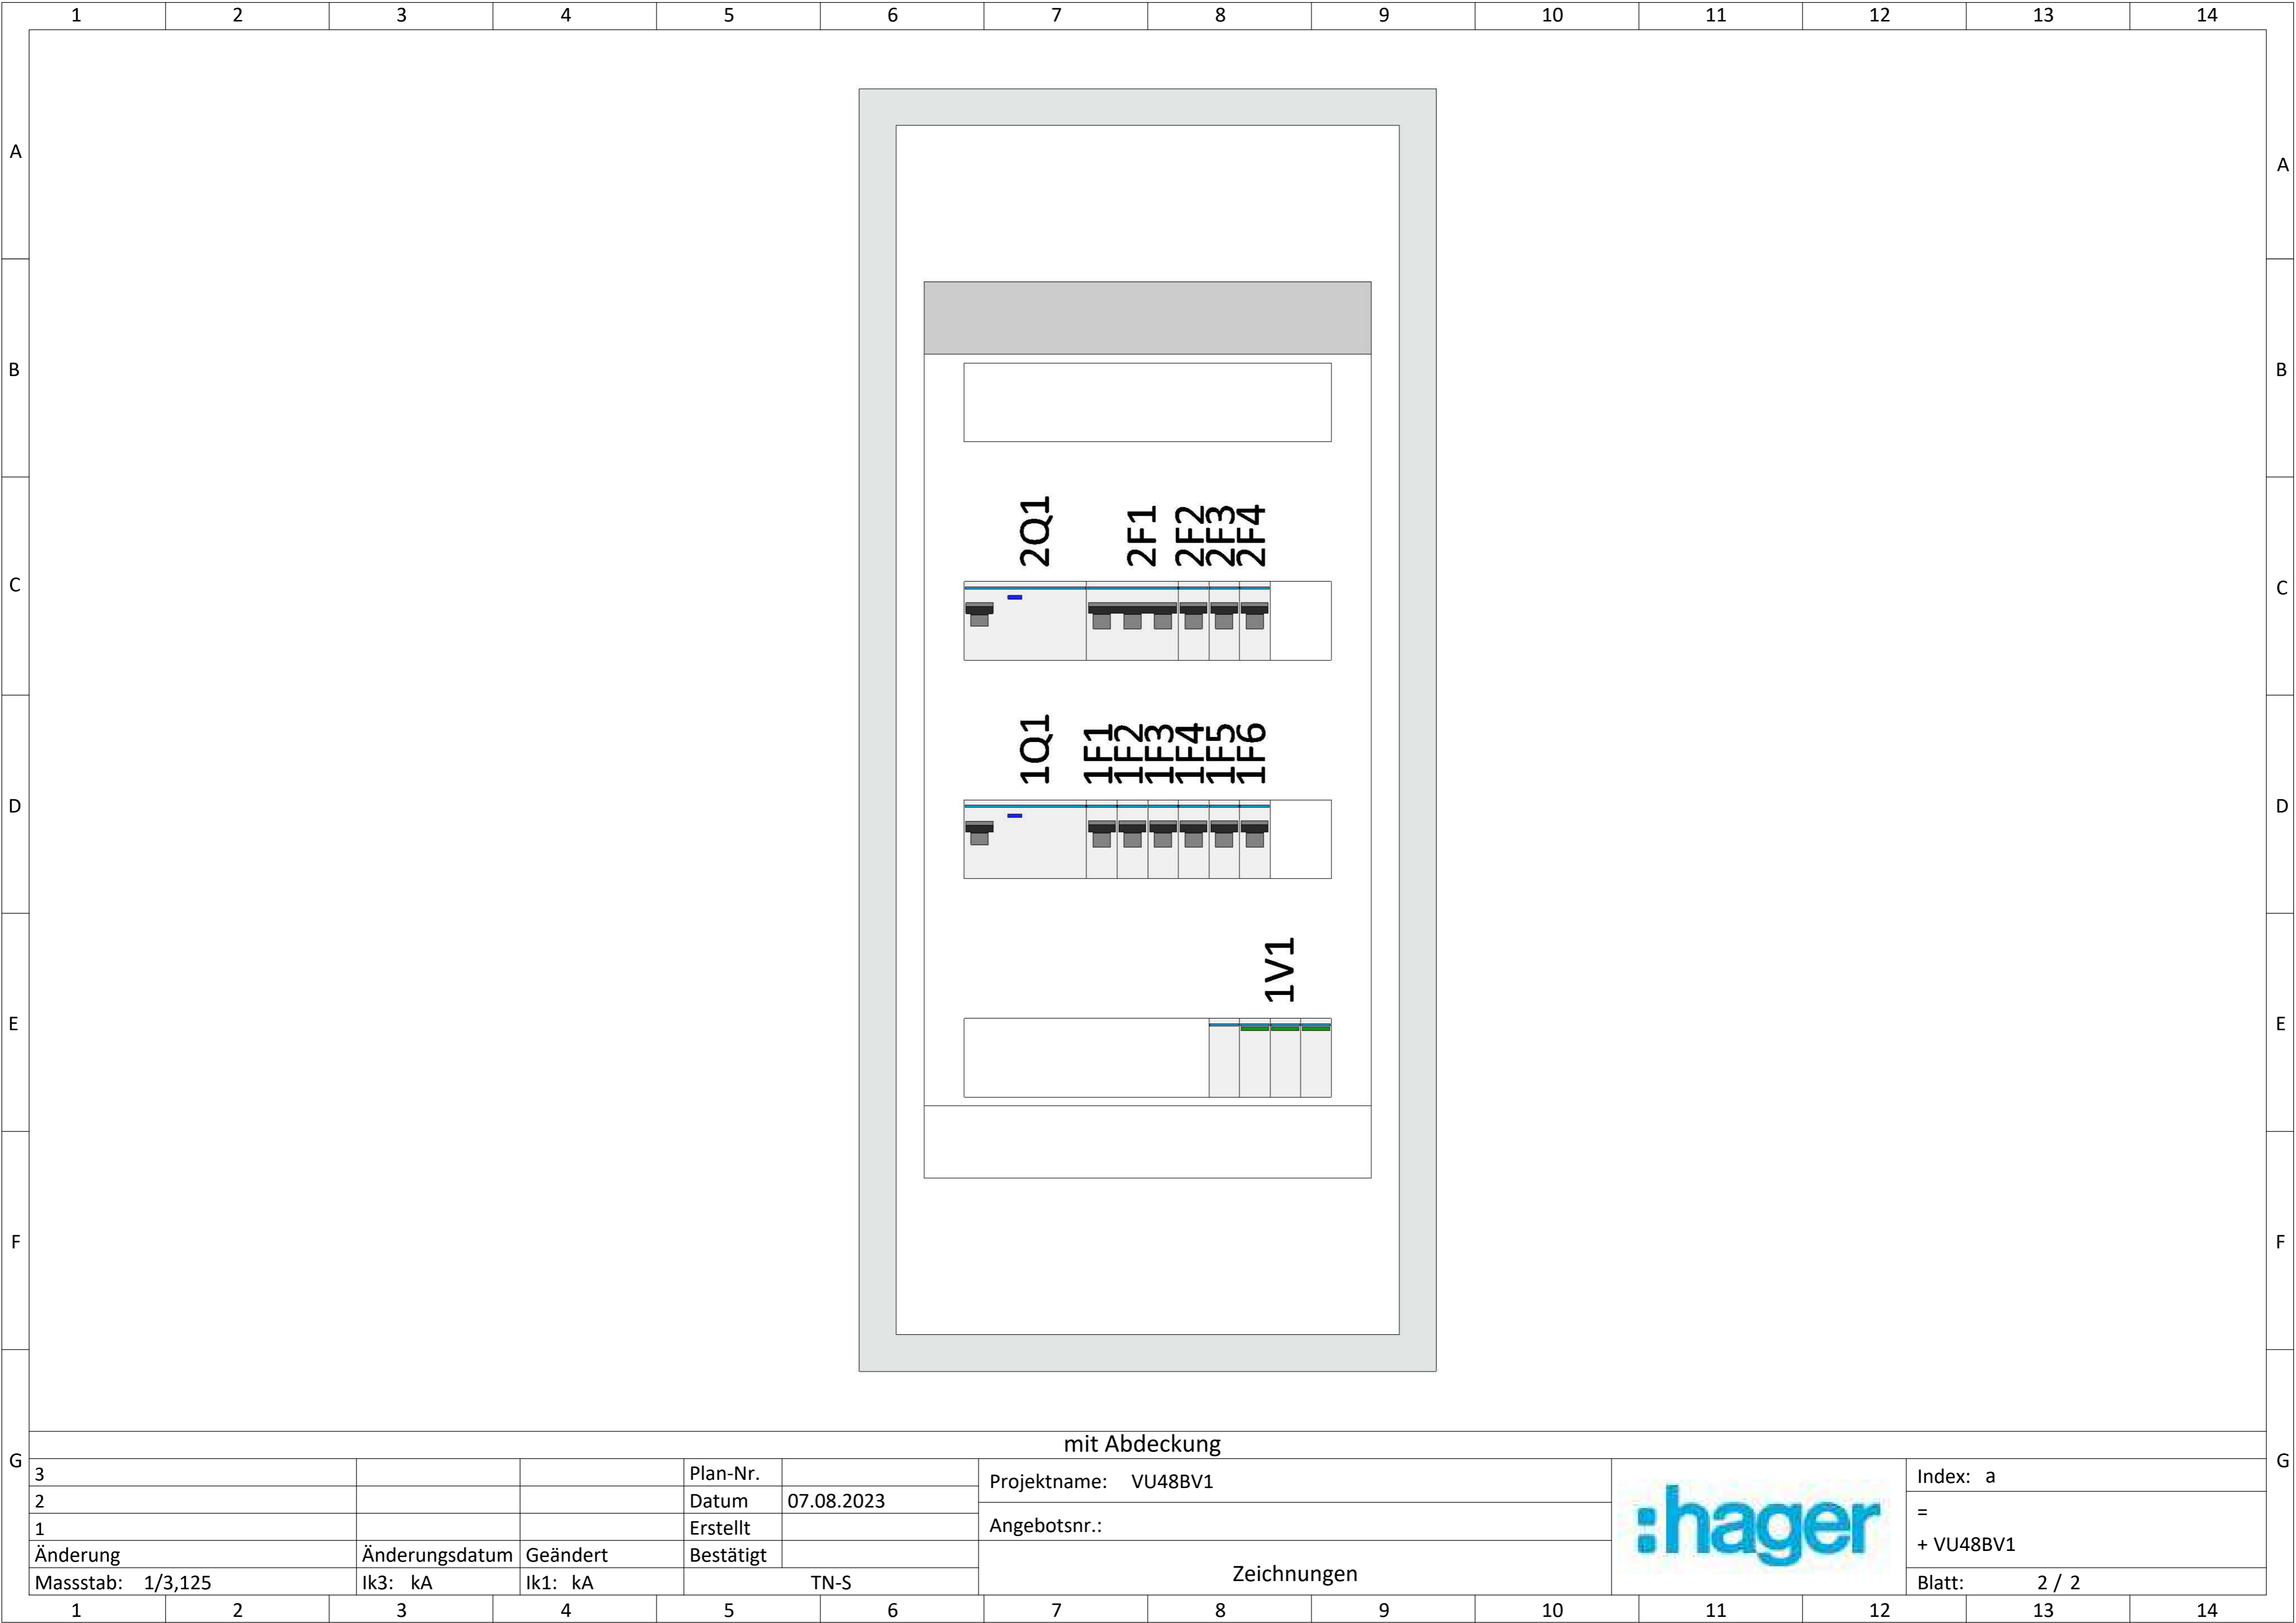 1 2 3 4 5 6 7 8 9 10 11 12 13 14
A A
B B
2Q1 2F1 2F2 2F3 2F4
C C
1Q1 1F1 1F2 1F3 1F4 1F5 1F6
D D
1V1
E E
F F
mit Abdeckung
G G
3 Plan-Nr. Projektname: VU48BV1 Index: a
2 Datum 07.08.2023
1 Erstellt Angebotsnr.: :hager =
Änderung Änderungsdatum Geändert Bestätigt + VU48BV1
Massstab: 1/3,125 Ik3: kA Ik1: kA TN-S Zeichnungen Blatt: 2 / 2
1 2 3 4 5 6 7 8 9 10 11 12 13 14